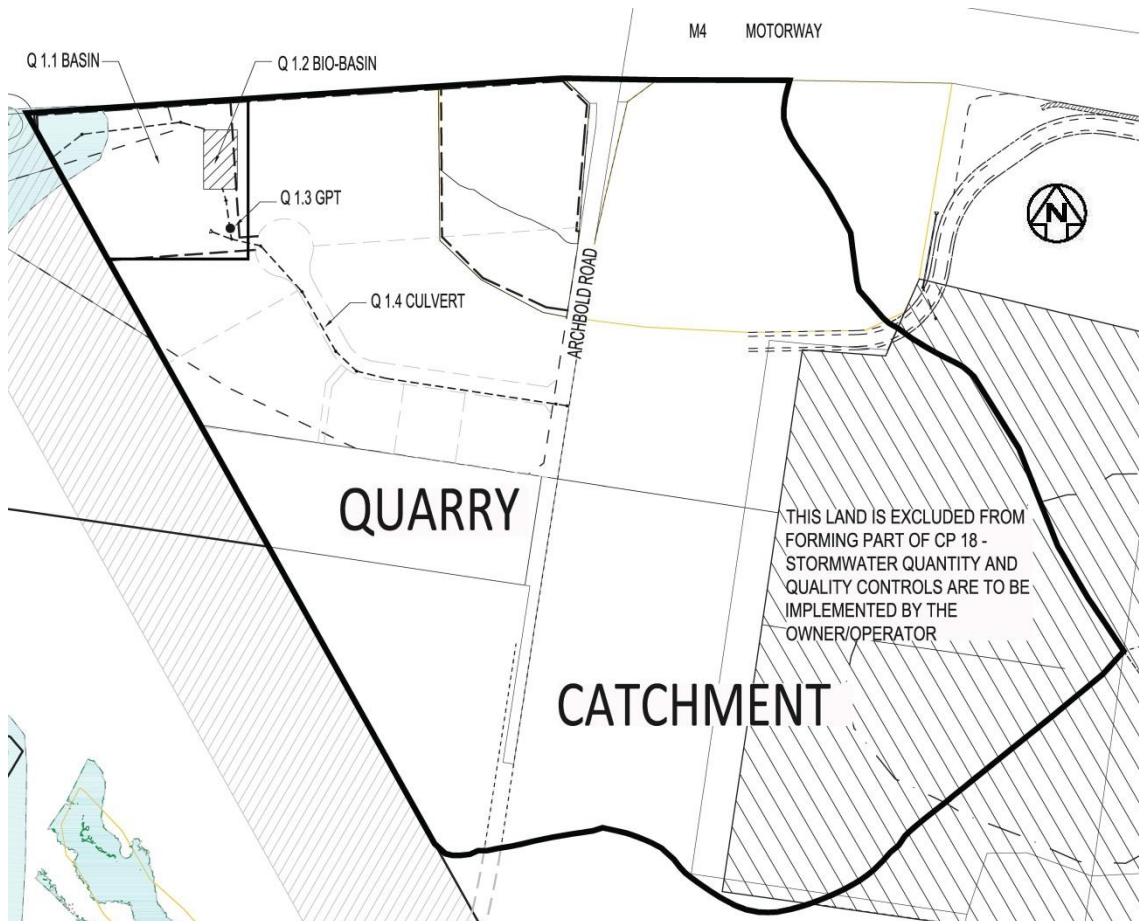 M4 MOTORWAY
Q 1.1 BASIN
Q 1.2 BIO-BASIN
N
Q 1.3 GPT
Q 1.4 CULVERT
ARCHBOLD ROAD
QUARRY
THIS LAND IS EXCLUDED FROM
FORMING PART OF CP 18 -
STORMWATER QUANTITY AND
QUALITY CONTROLS ARE TO BE
IMPLEMENTED BY THE
OWNER/OPERATOR
CATCHMENT